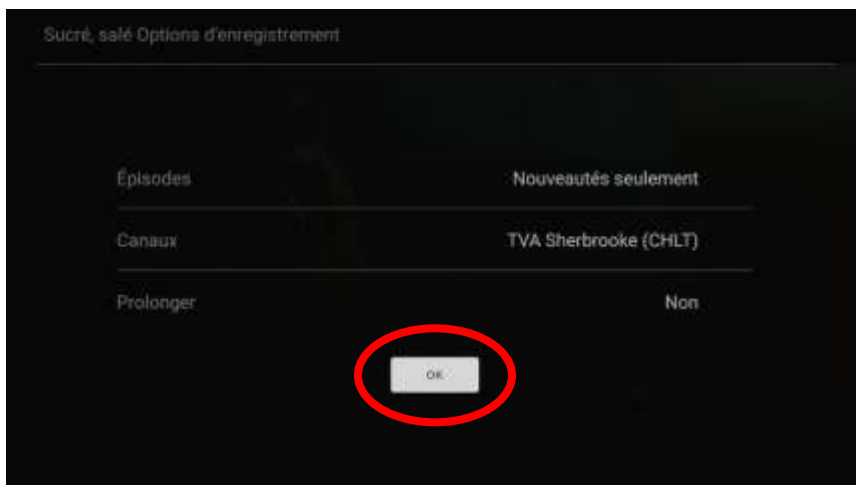 Sucré, salé Options d'enregistrement
Épisodes Nouveautés seulement
Canaux TVA Sherbrooke (CHLT)
Prolonger Non
OK